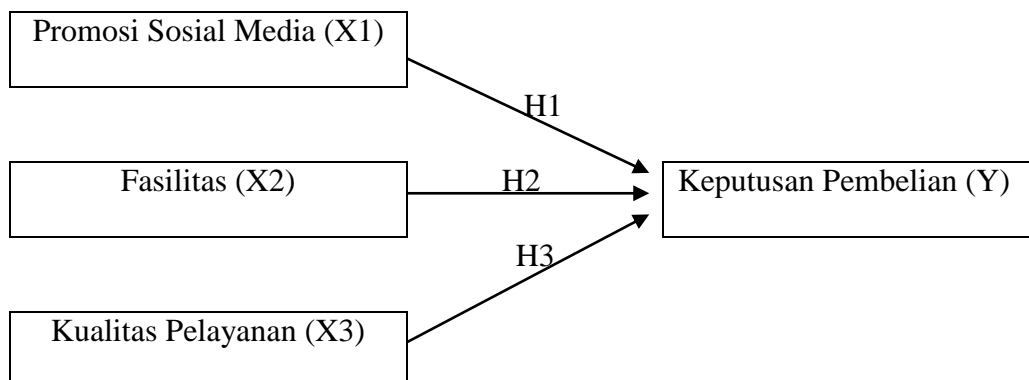 Promosi Sosial Media (X1)
H1
Fasilitas (X2)
H2
Keputusan Pembelian (Y)
H3
Kualitas Pelayanan (X3)